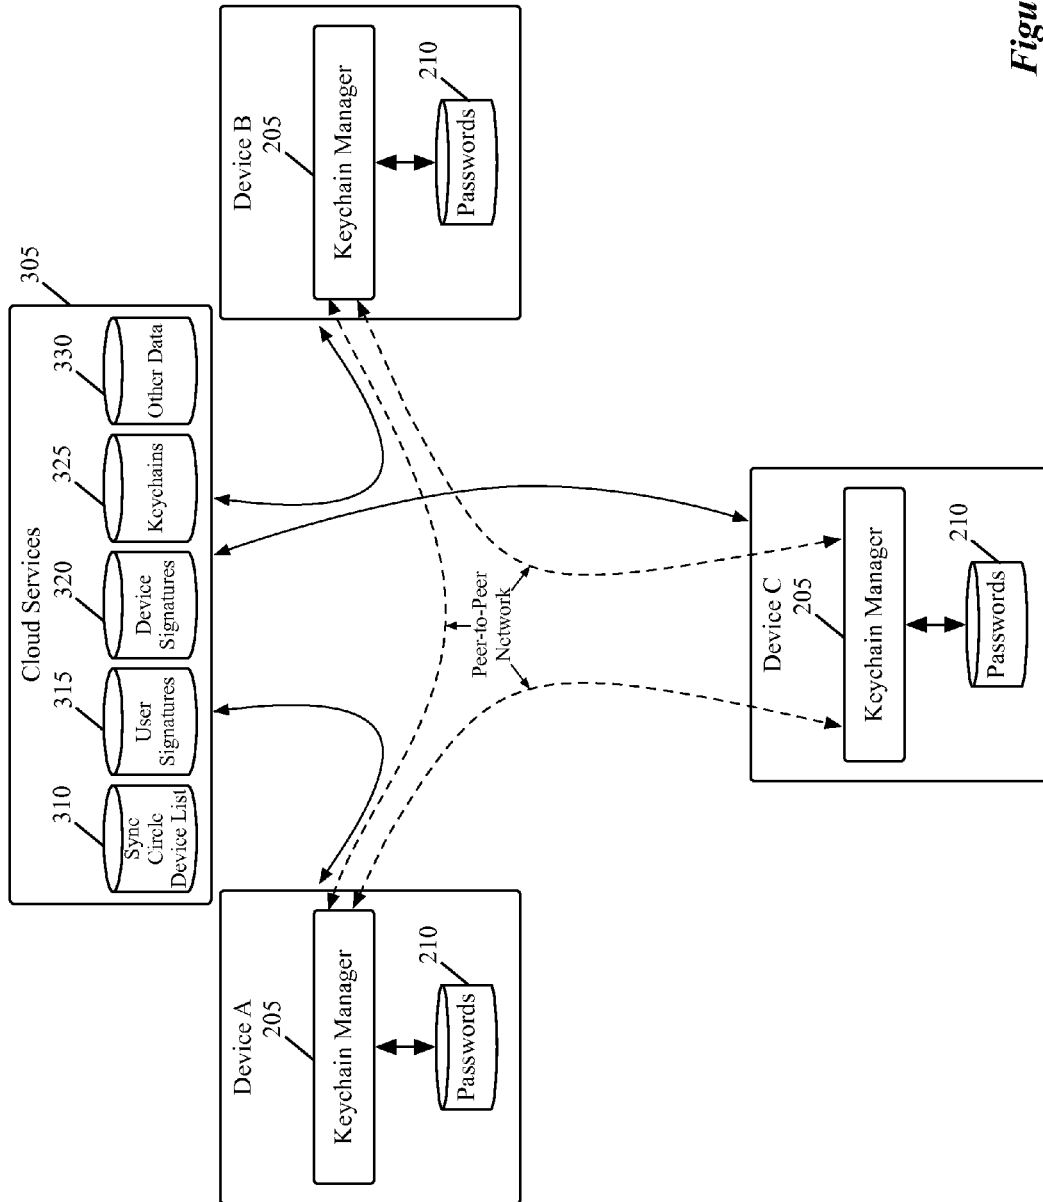 Cloud Services
305
310
315
320
325
330
Sync
Circle
Device List
User
Signatures
Device
Signatures
Keychains
Other Data
Device A
205
Keychain Manager
210
Passwords
Device B
205
Keychain Manager
210
Passwords
Peer-to-Peer
Network
Device C
205
Keychain Manager
210
Passwords
Figu